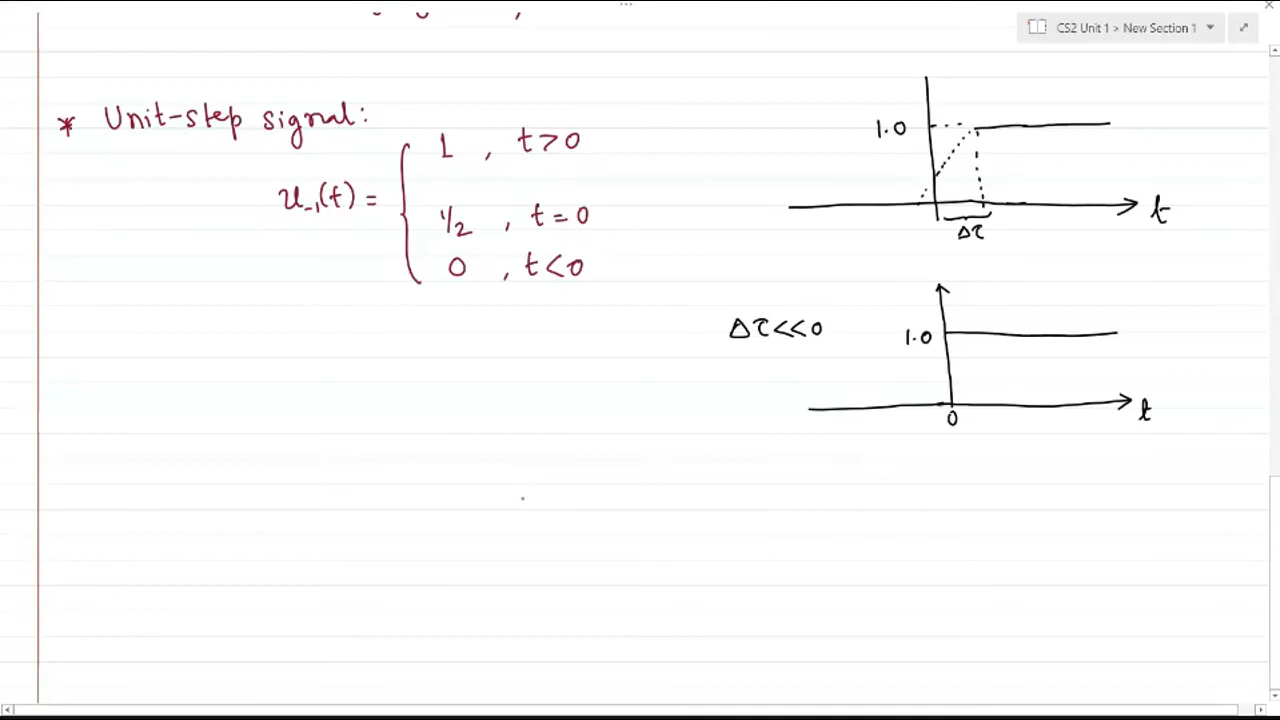 CS2 Unit 1 > New Section 1
* Unit-step signal:
u₋₁(t) = { 1 , t>0
1/2 , t=0
0 , t<0
1.0
t
Δτ
Δτ<<0
1.0
t
0